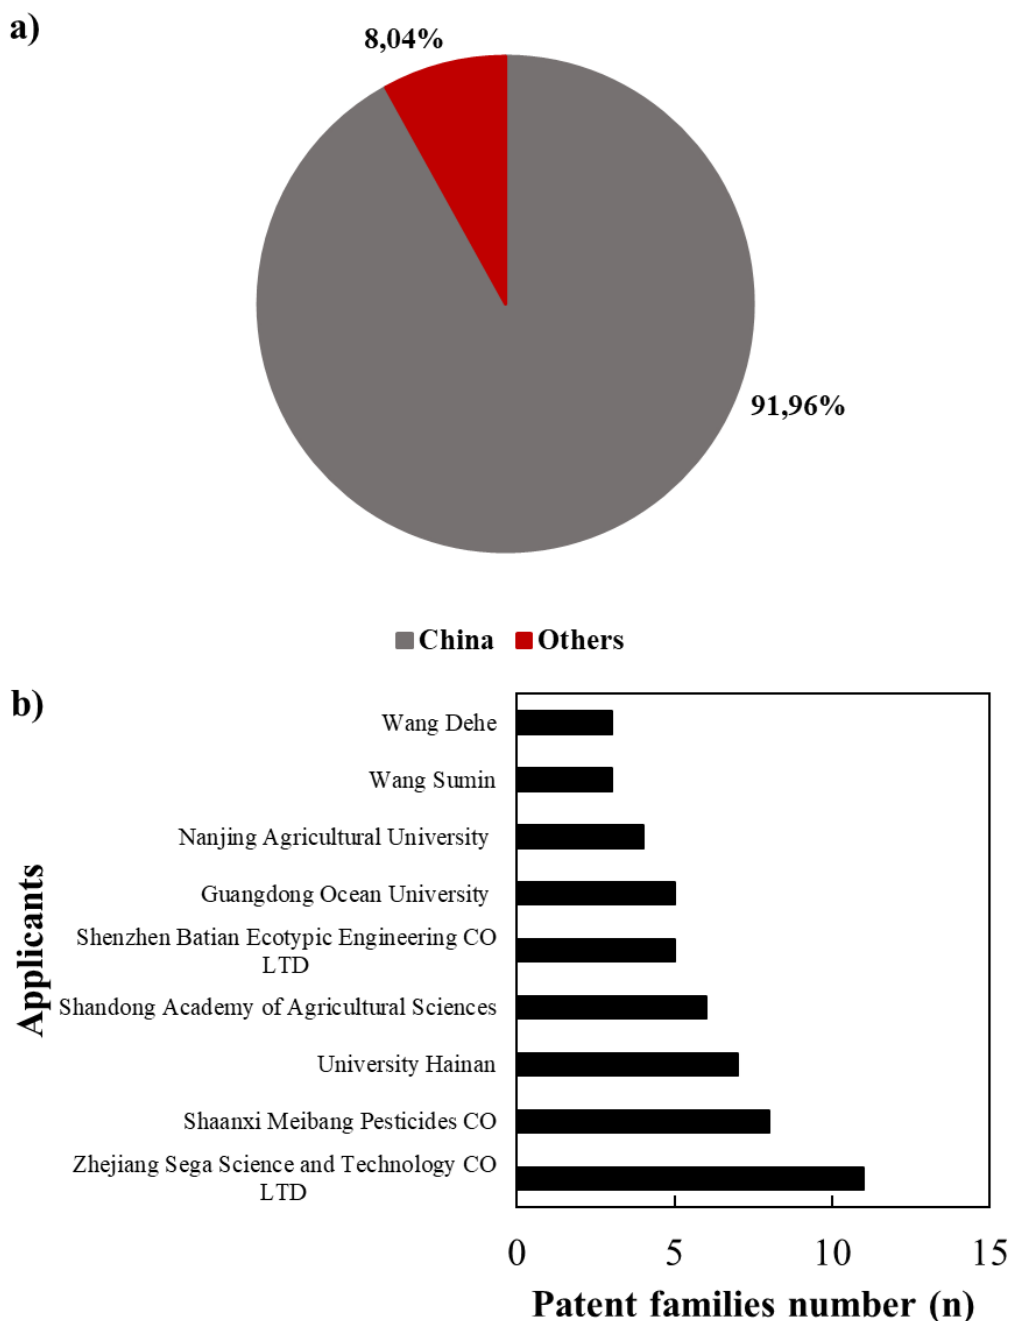 a)
8,04%
91,96%
China Others
b)
Wang Dehe
Wang Sumin
Nanjing Agricultural University
Guangdong Ocean University
Shenzhen Batian Ecotypic Engineering CO
LTD
Shandong Academy of Agricultural Sciences
University Hainan
Shaanxi Meibang Pesticides CO
Zhejiang Sega Science and Technology CO
LTD
Applicants
0 5 10 15
Patent families number (n)